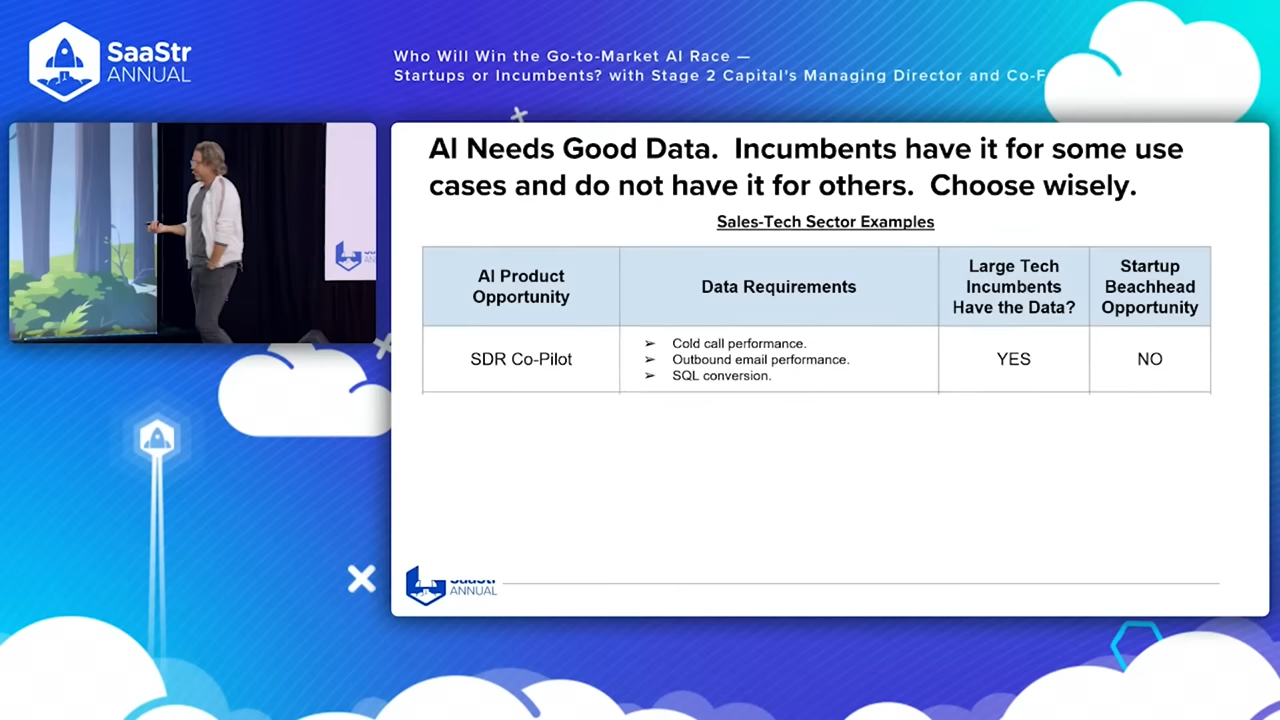 SaaStr
ANNUAL
Who Will Win the Go-to-Market AI Race —
Startups or Incumbents? with Stage 2 Capital's Managing Director and Co-F
AI Needs Good Data. Incumbents have it for some use
cases and do not have it for others. Choose wisely.
Sales-Tech Sector Examples
AI Product
Opportunity
Data Requirements
Large Tech
Incumbents
Have the Data?
Startup
Beachhead
Opportunity
SDR Co-Pilot
➢ Cold call performance.
➢ Outbound email performance.
➢ SQL conversion.
YES
NO
SaaStr
ANNUAL